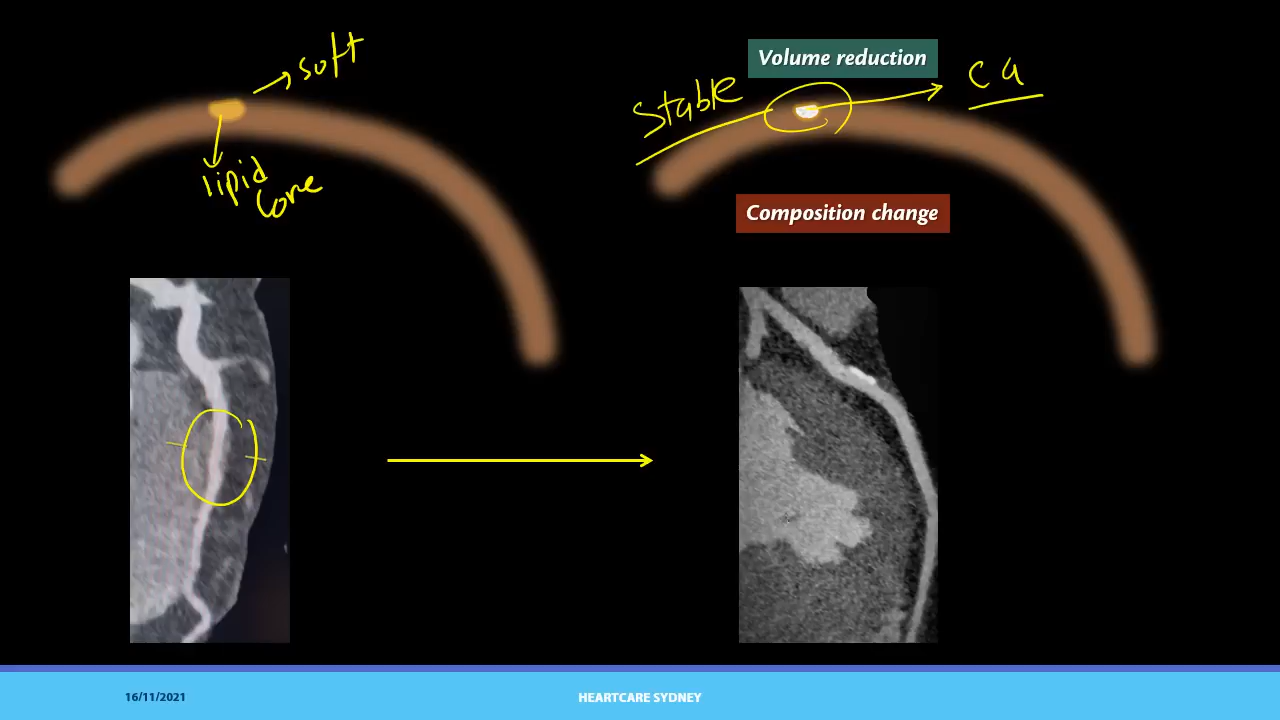 soft
lipid
core
Volume reduction
Stable
Ca
Composition change
16/11/2021
HEARTCARE SYDNEY